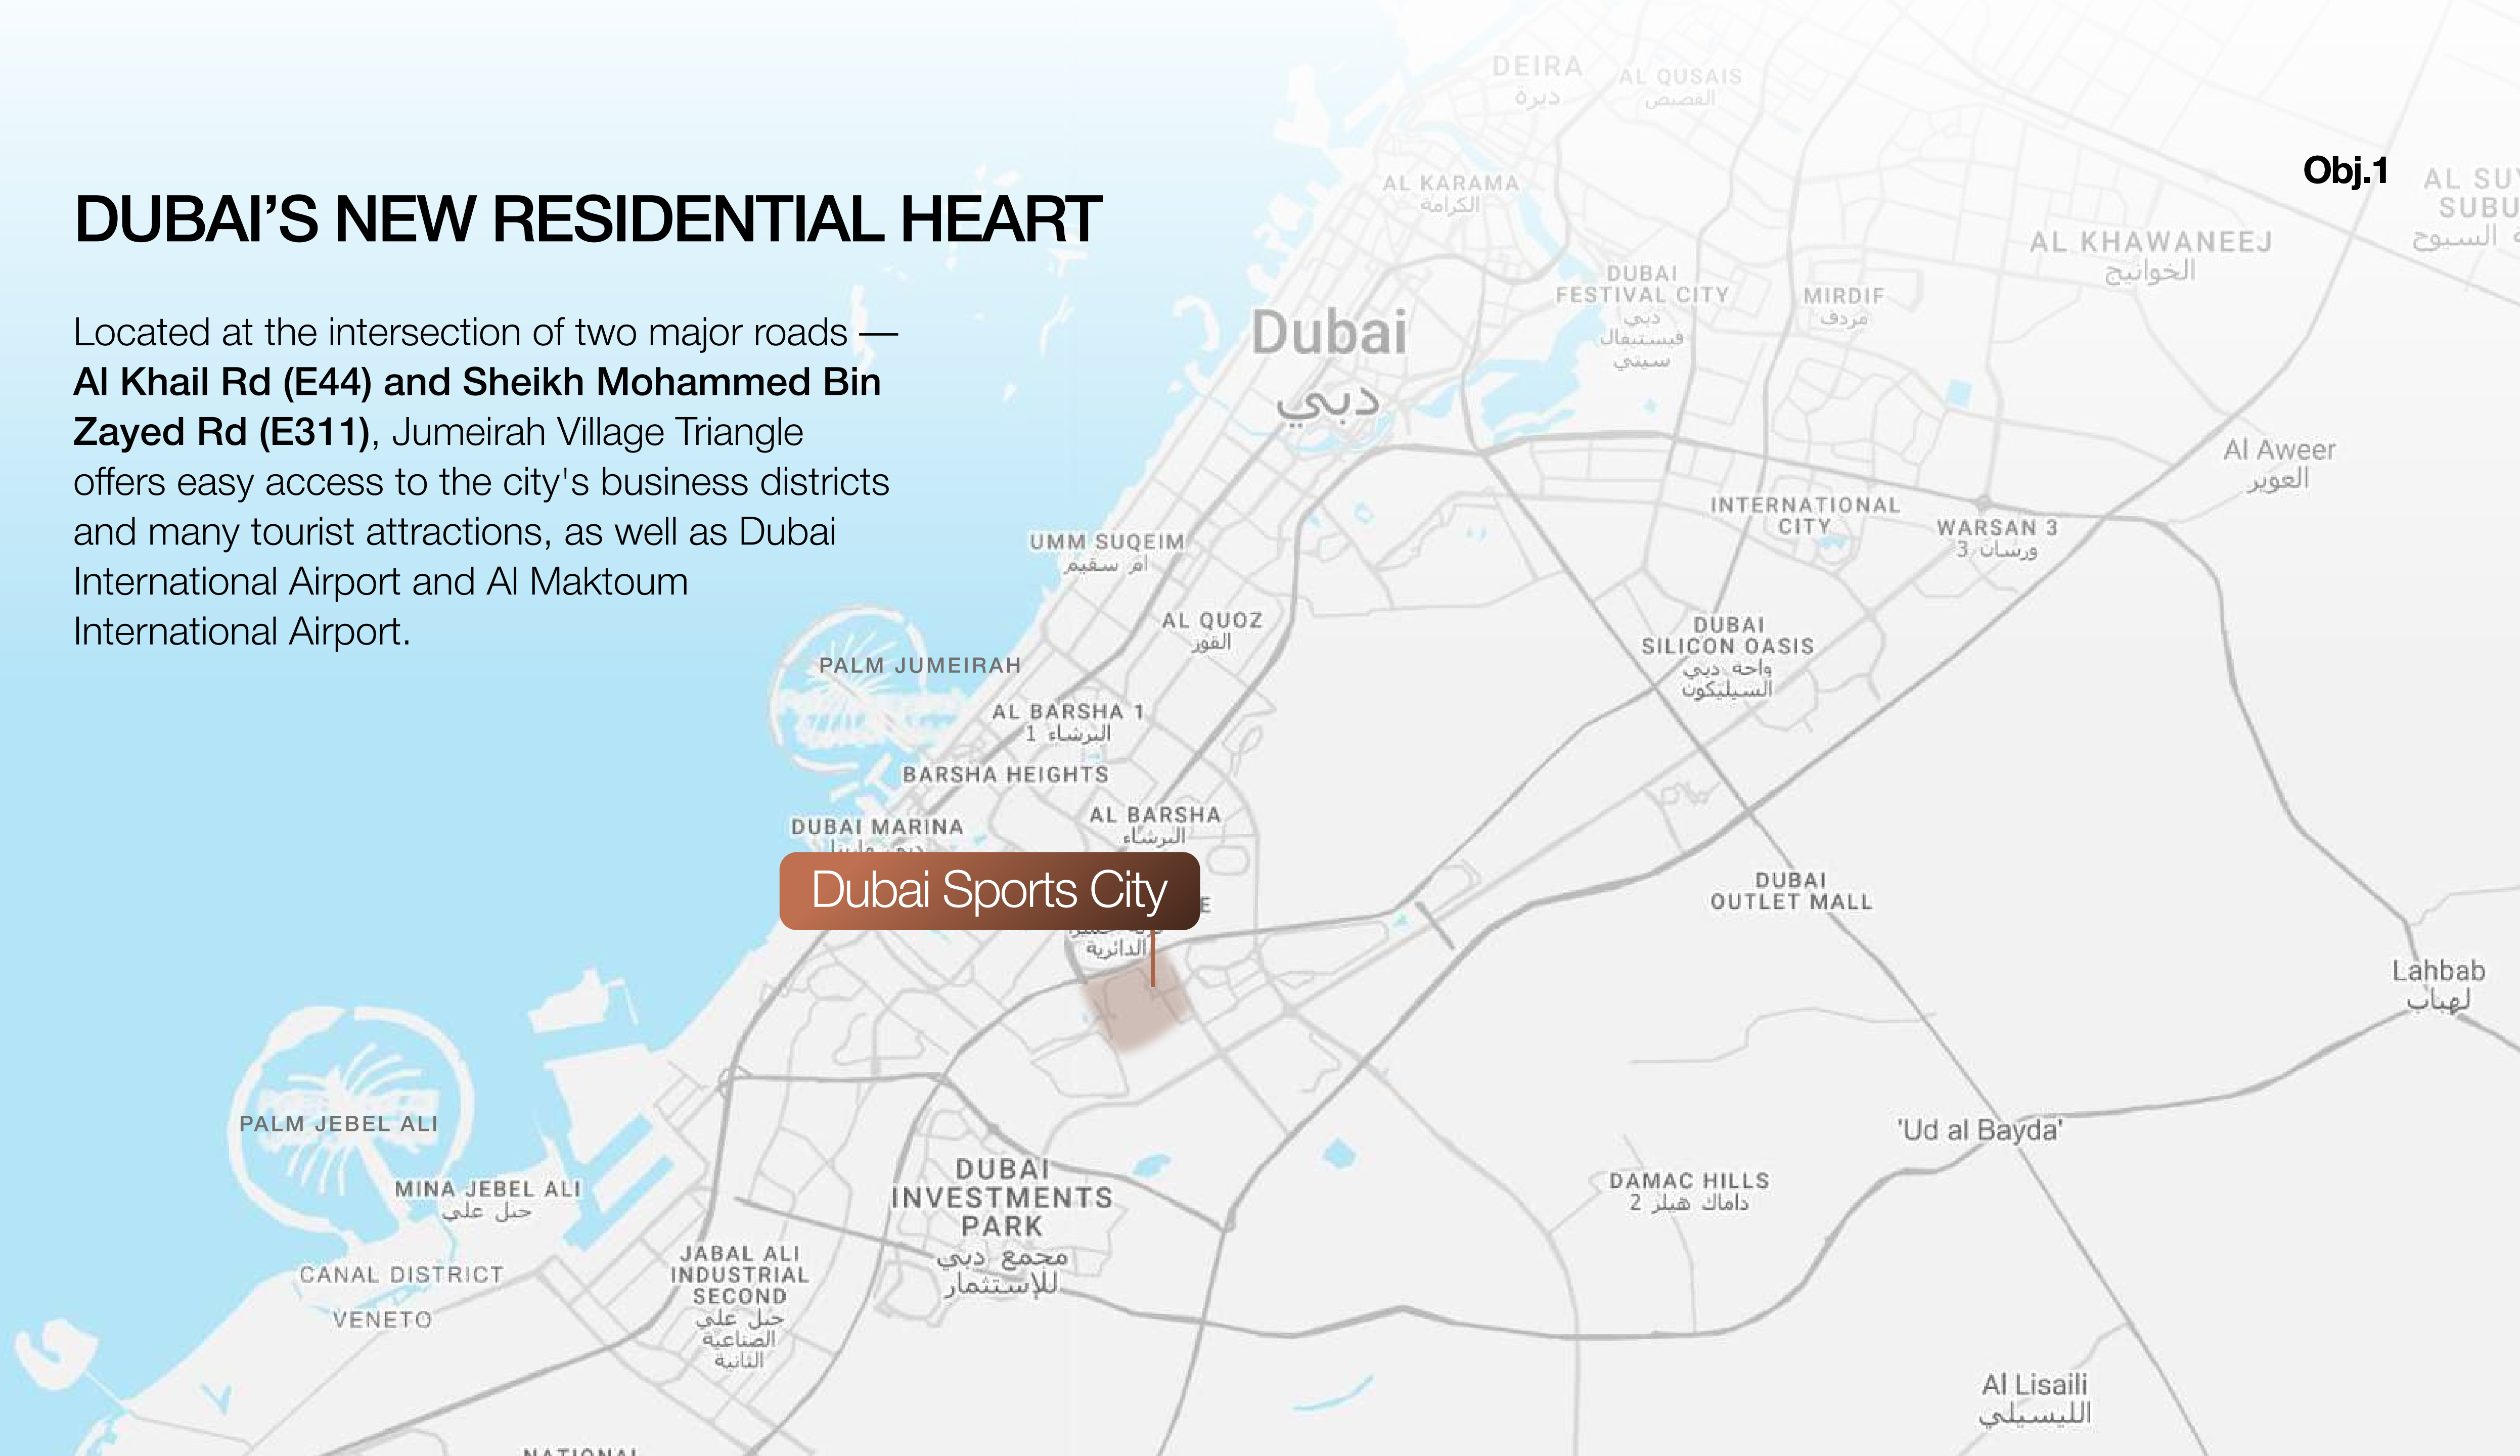 DEIRA
ديرة
AL QUSAIS
القصيص
Obj.1
AL KARAMA
الكرامة
DUBAI'S NEW RESIDENTIAL HEART
AL KHAWANEEJ
الخوانيج
السيوح
DUBAI
FESTIVAL CITY
دبي
فيستيفال
سيتي
MIRDIF
مردف
Dubai
دبي
Located at the intersection of two major roads —
Al Khail Rd (E44) and Sheikh Mohammed Bin
Zayed Rd (E311), Jumeirah Village Triangle
offers easy access to the city's business districts
and many tourist attractions, as well as Dubai
International Airport and Al Maktoum
International Airport.
Al Aweer
العوير
INTERNATIONAL
CITY
WARSAN 3
ورسان 3
UMM SUQEIM
ام سقيم
AL QUOZ
القوز
DUBAI
SILICON OASIS
واحة دبي
السيليكون
PALM JUMEIRAH
AL BARSHA 1
البرشاء 1
BARSHA HEIGHTS
AL BARSHA
البرشاء
DUBAI MARINA
Dubai Sports City
الدائرية
DUBAI
OUTLET MALL
Lahbab
لهباب
PALM JEBEL ALI
'Ud al Bayda'
MINA JEBEL ALI
جبل علي
DUBAI
INVESTMENTS
PARK
مجمع دبي
للإستثمار
DAMAC HILLS
داماك هيلز 2
CANAL DISTRICT
VENETO
JABAL ALI
INDUSTRIAL
SECOND
جبل علي
الصناعية
الثانية
Al Lisaili
الليسيلي
NATIONAL